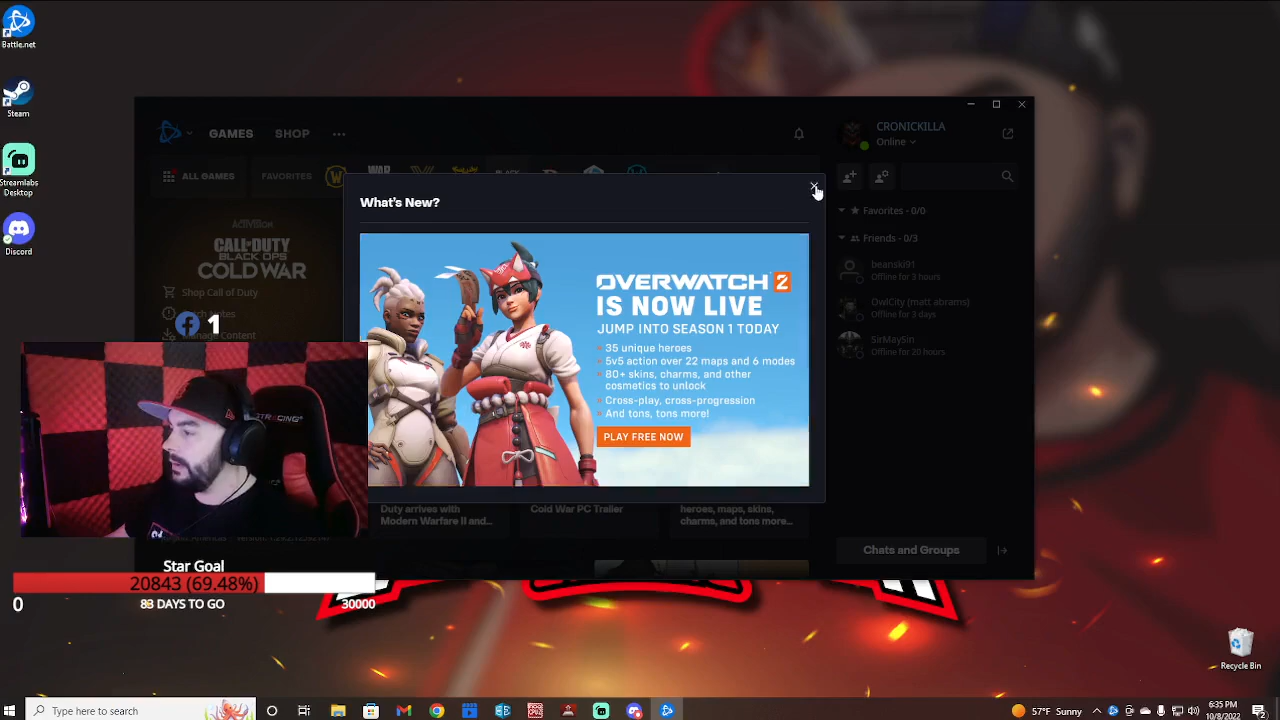 Steam
Streamlabs
Desktop
Discord
GAMES
SHOP
CRONICKILLA
Online
ALL GAMES
FAVORITES
What's New?
Favorites - 0/0
Friends - 0/3
beanski91
Offline for 3 hours
OwlCity (matt abrams)
Offline for 3 days
SirMaySin
Offline for 20 hours
ACTIVISION
CALL OF DUTY
BLACK OPS
COLD WAR
Shop Call of Duty
Notes
Manage Content
1
OVERWATCH 2
IS NOW LIVE
JUMP INTO SEASON 1 TODAY
35 unique heroes
5v5 action over 22 maps and 6 modes
80+ skins, charms, and other
cosmetics to unlock
Cross-play, cross-progression
And tons, tons more!
PLAY FREE NOW
Duty arrives with
Modern Warfare II and...
Cold War PC Trailer
heroes, maps, skins,
charms, and tons more...
Chats and Groups
Star Goal
20843 (69.48%)
0
83 DAYS TO GO
30000
Recycle Bin
Type here to search
57°F Sunny
6:35 PM